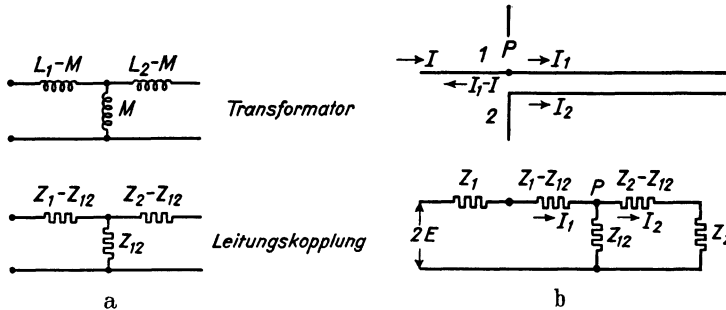 L₁-M L₂-M
M
Transformator
Z₁-Z₁₂ Z₂-Z₁₂
Z₁₂
Leitungskopplung
a
I 1 P I₁
I₁-I
2 I₂
Z₁ Z₁-Z₁₂ P Z₂-Z₁₂
I₁ I₂
2E Z₁₂
b